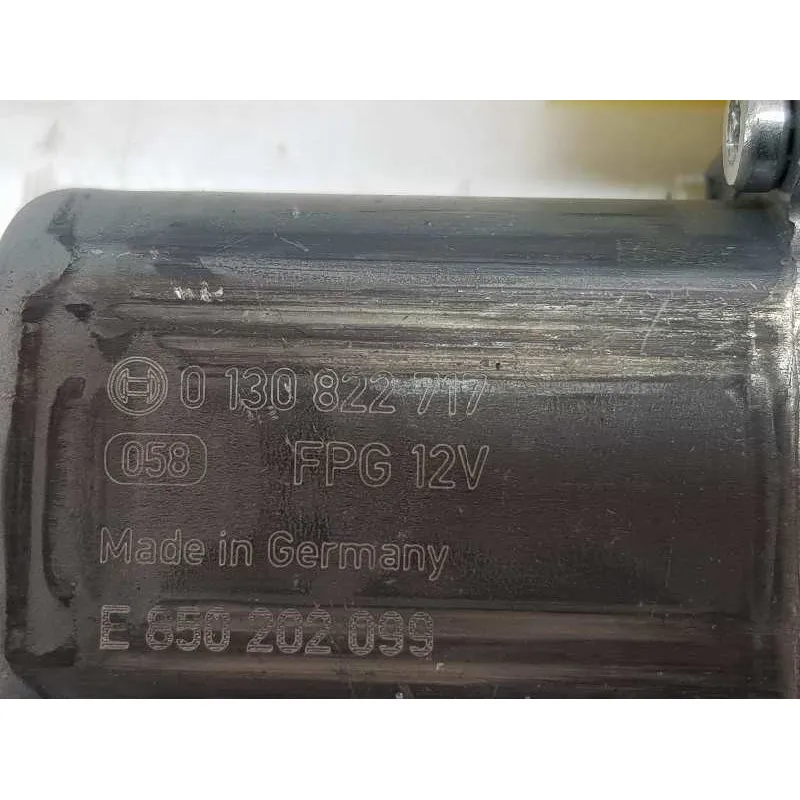 0 130 822 717
058 FPG 12V
Made in Germany
E 850 202 099